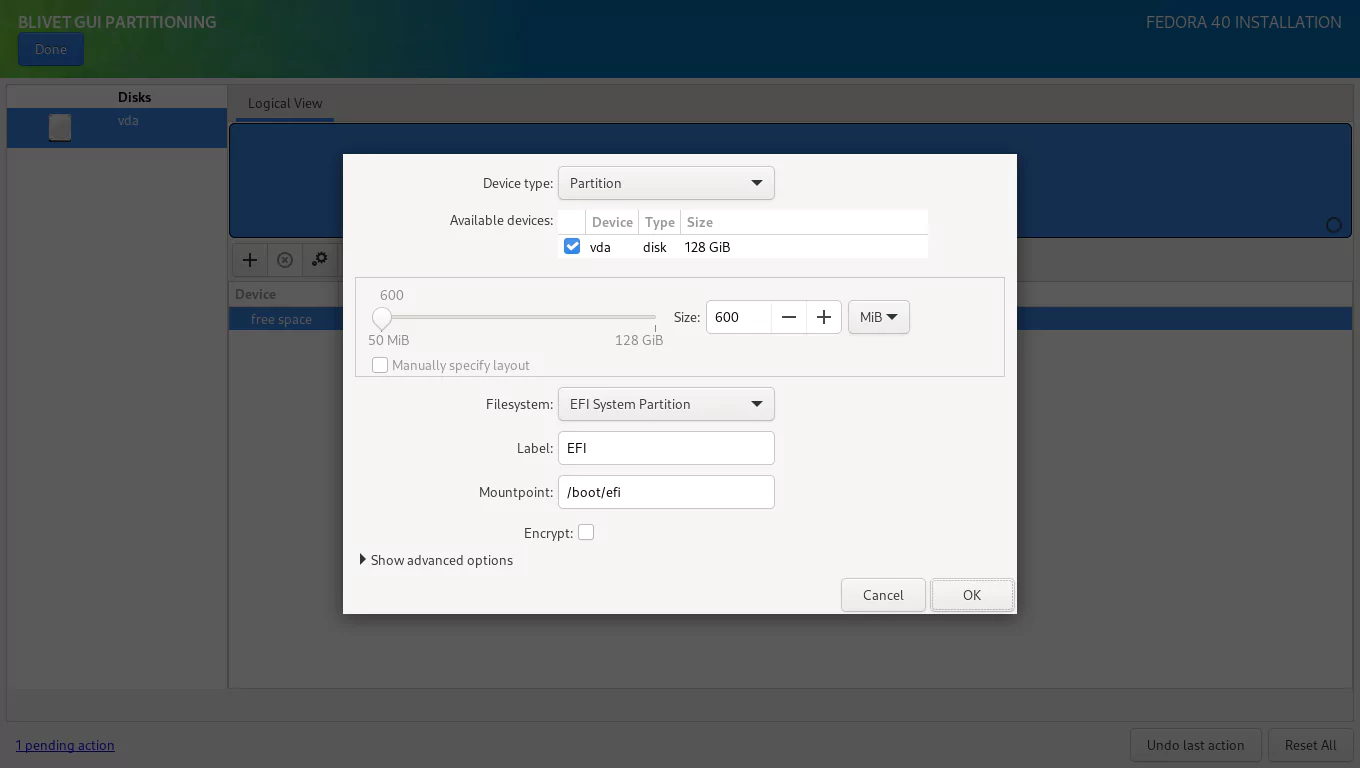 BLIVET GUI PARTITIONING
FEDORA 40 INSTALLATION
Done
Disks
vda
Logical View
Device type: Partition
Available devices:
Device Type Size
vda disk 128 GiB
600
Size: 600 MiB
50 MiB 128 GiB
Manually specify layout
Device
free space
Filesystem: EFI System Partition
Label: EFI
Mountpoint: /boot/efi
Encrypt:
Show advanced options
Cancel OK
1 pending action
Undo last action Reset All